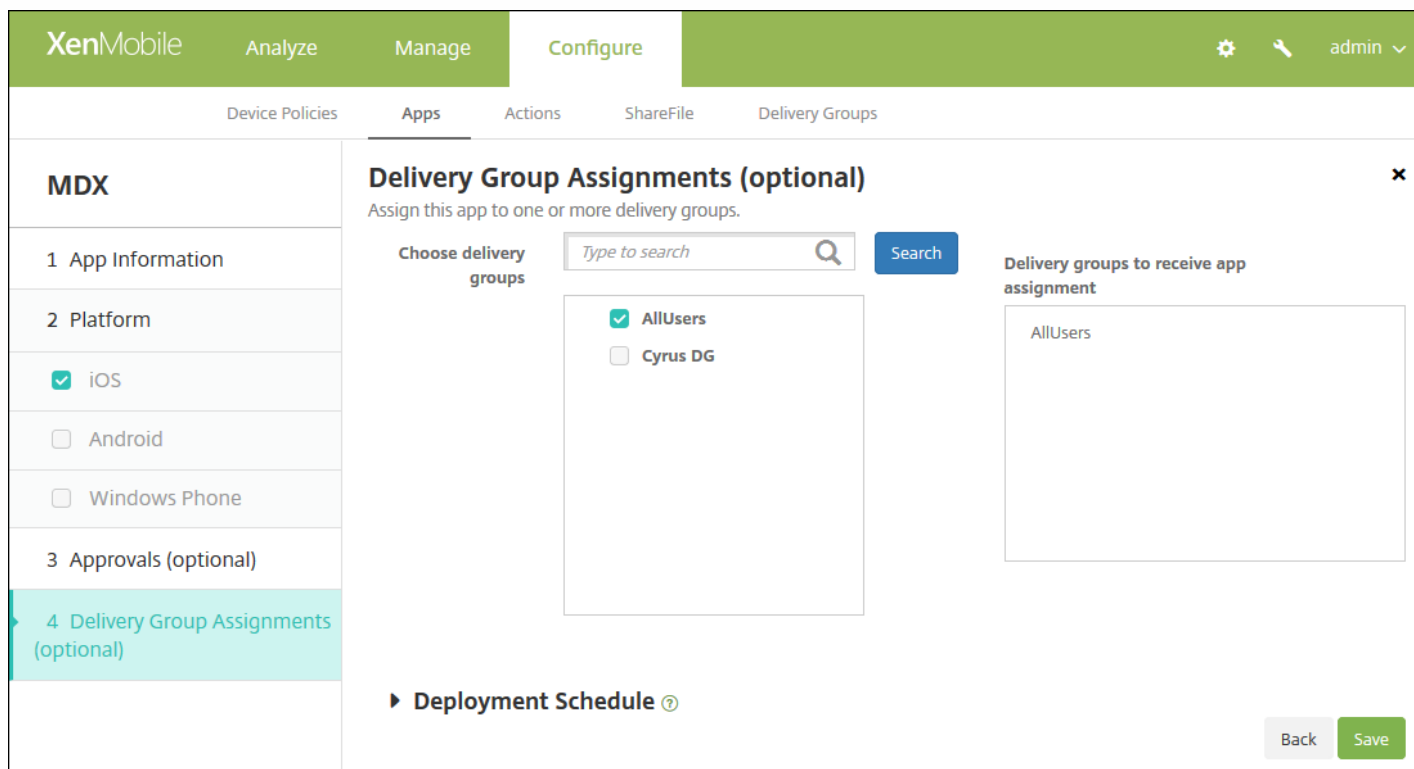 XenMobile Analyze Manage Configure admin
Device Policies Apps Actions ShareFile Delivery Groups
MDX
1 App Information
2 Platform
iOS
Android
Windows Phone
3 Approvals (optional)
4 Delivery Group Assignments
(optional)
Delivery Group Assignments (optional)
Assign this app to one or more delivery groups.
Choose delivery
groups
Type to search
Search
AllUsers
Cyrus DG
Delivery groups to receive app
assignment
AllUsers
Deployment Schedule ?
Back Save